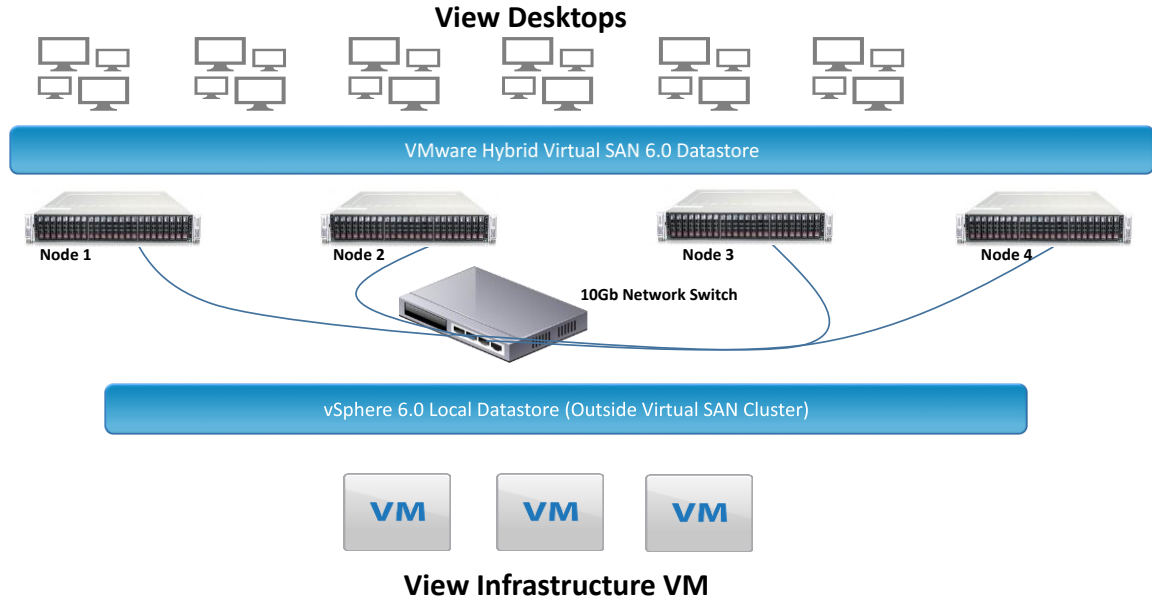 View Desktops
VMware Hybrid Virtual SAN 6.0 Datastore
Node 1
Node 2
Node 3
Node 4
10Gb Network Switch
vSphere 6.0 Local Datastore (Outside Virtual SAN Cluster)
VM
VM
VM
View Infrastructure VM